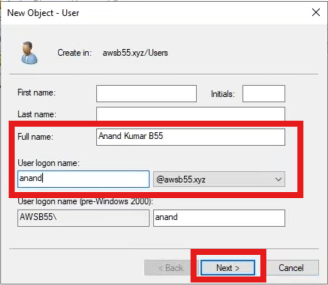 New Object - User
Create in: awsb55.xyz/Users
First name: Initials:
Last name:
Full name: Anand Kumar B55
User logon name:
anand @awsb55.xyz
User logon name (pre-Windows 2000):
AWSB55\ anand
< Back Next > Cancel